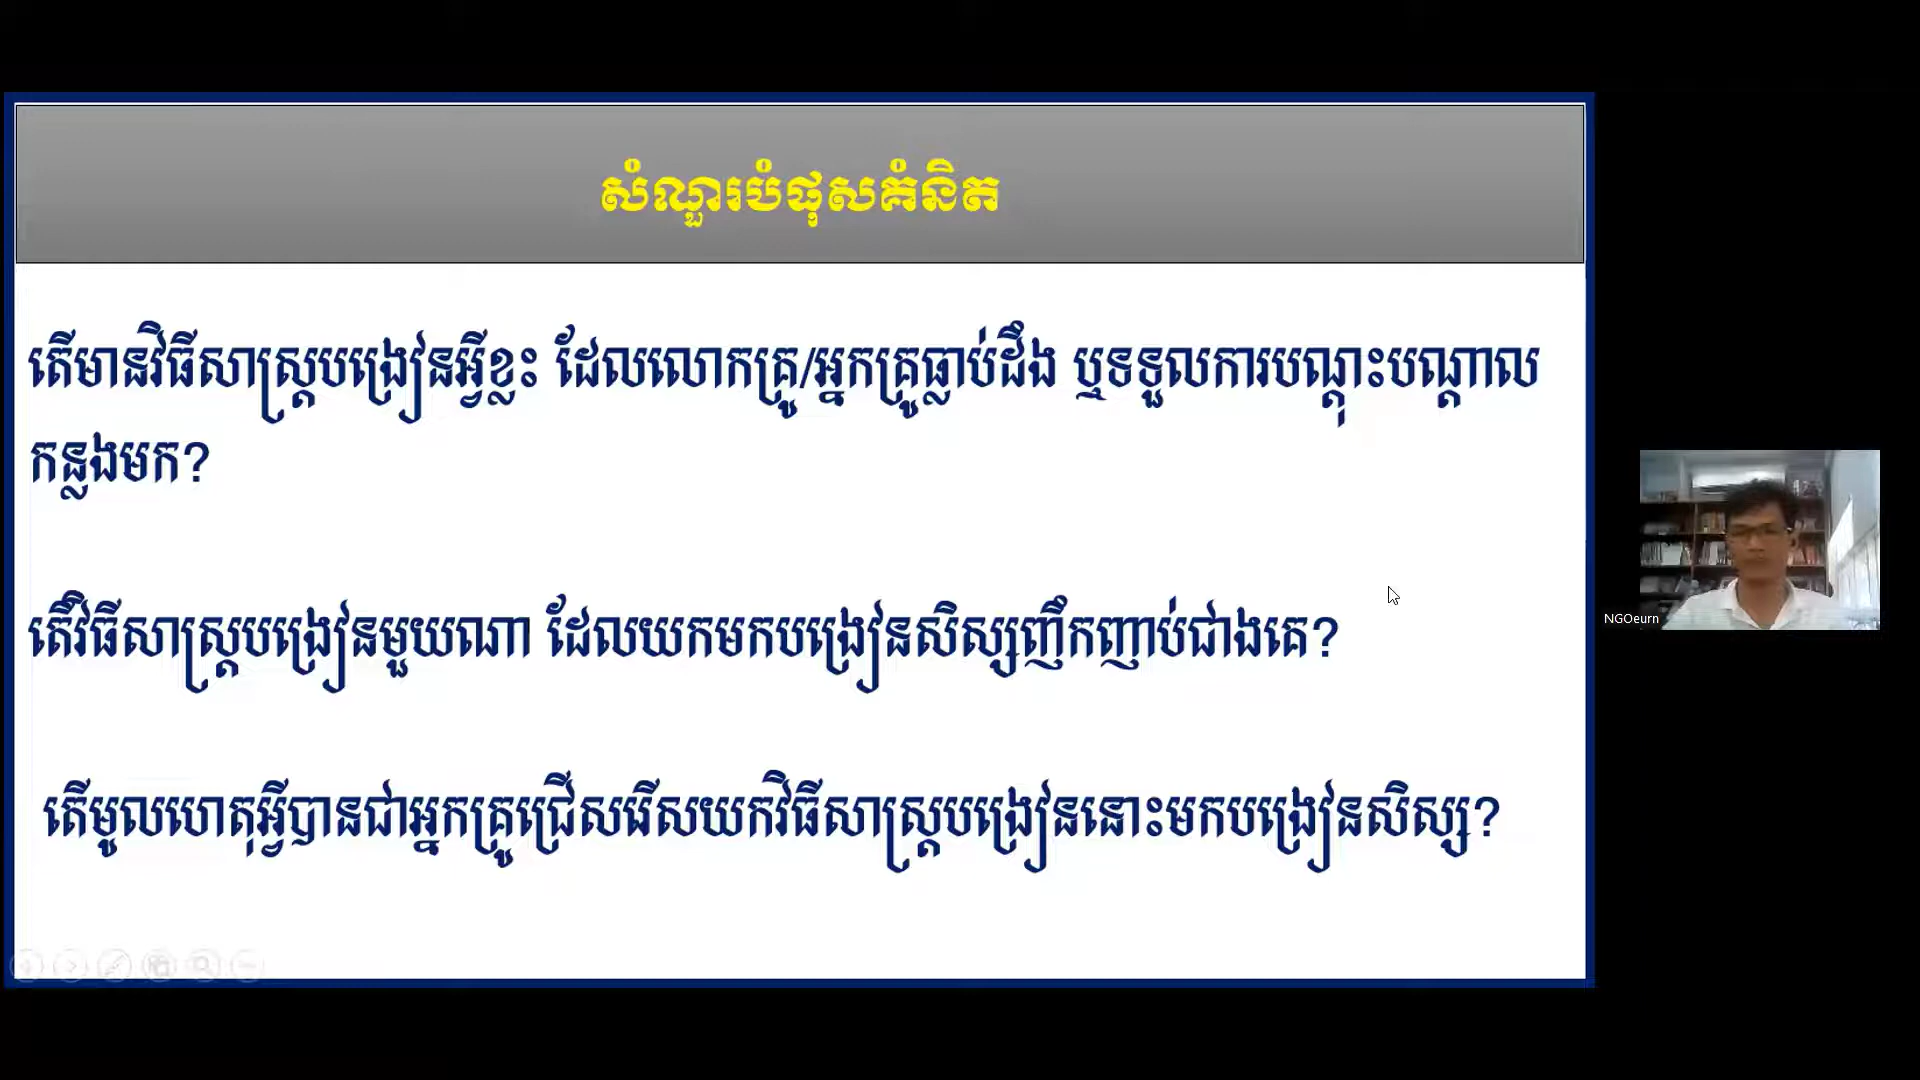 សំណួរបំផុសគំនិត
តើមានវិធីសាស្ត្របង្រៀនអ្វីខ្លះ ដែលលោកគ្រូ/អ្នកគ្រូធ្លាប់ដឹង ឬទទួលការបណ្តុះបណ្តាល
កន្លងមក?
តើវិធីសាស្ត្របង្រៀនមួយណា ដែលយកមកបង្រៀនសិស្សញឹកញាប់ជាងគេ?
NGOeurn
តើមូលហេតុអ្វីបានជាអ្នកគ្រូជ្រើសរើសយកវិធីសាស្ត្របង្រៀននោះមកបង្រៀនសិស្ស?